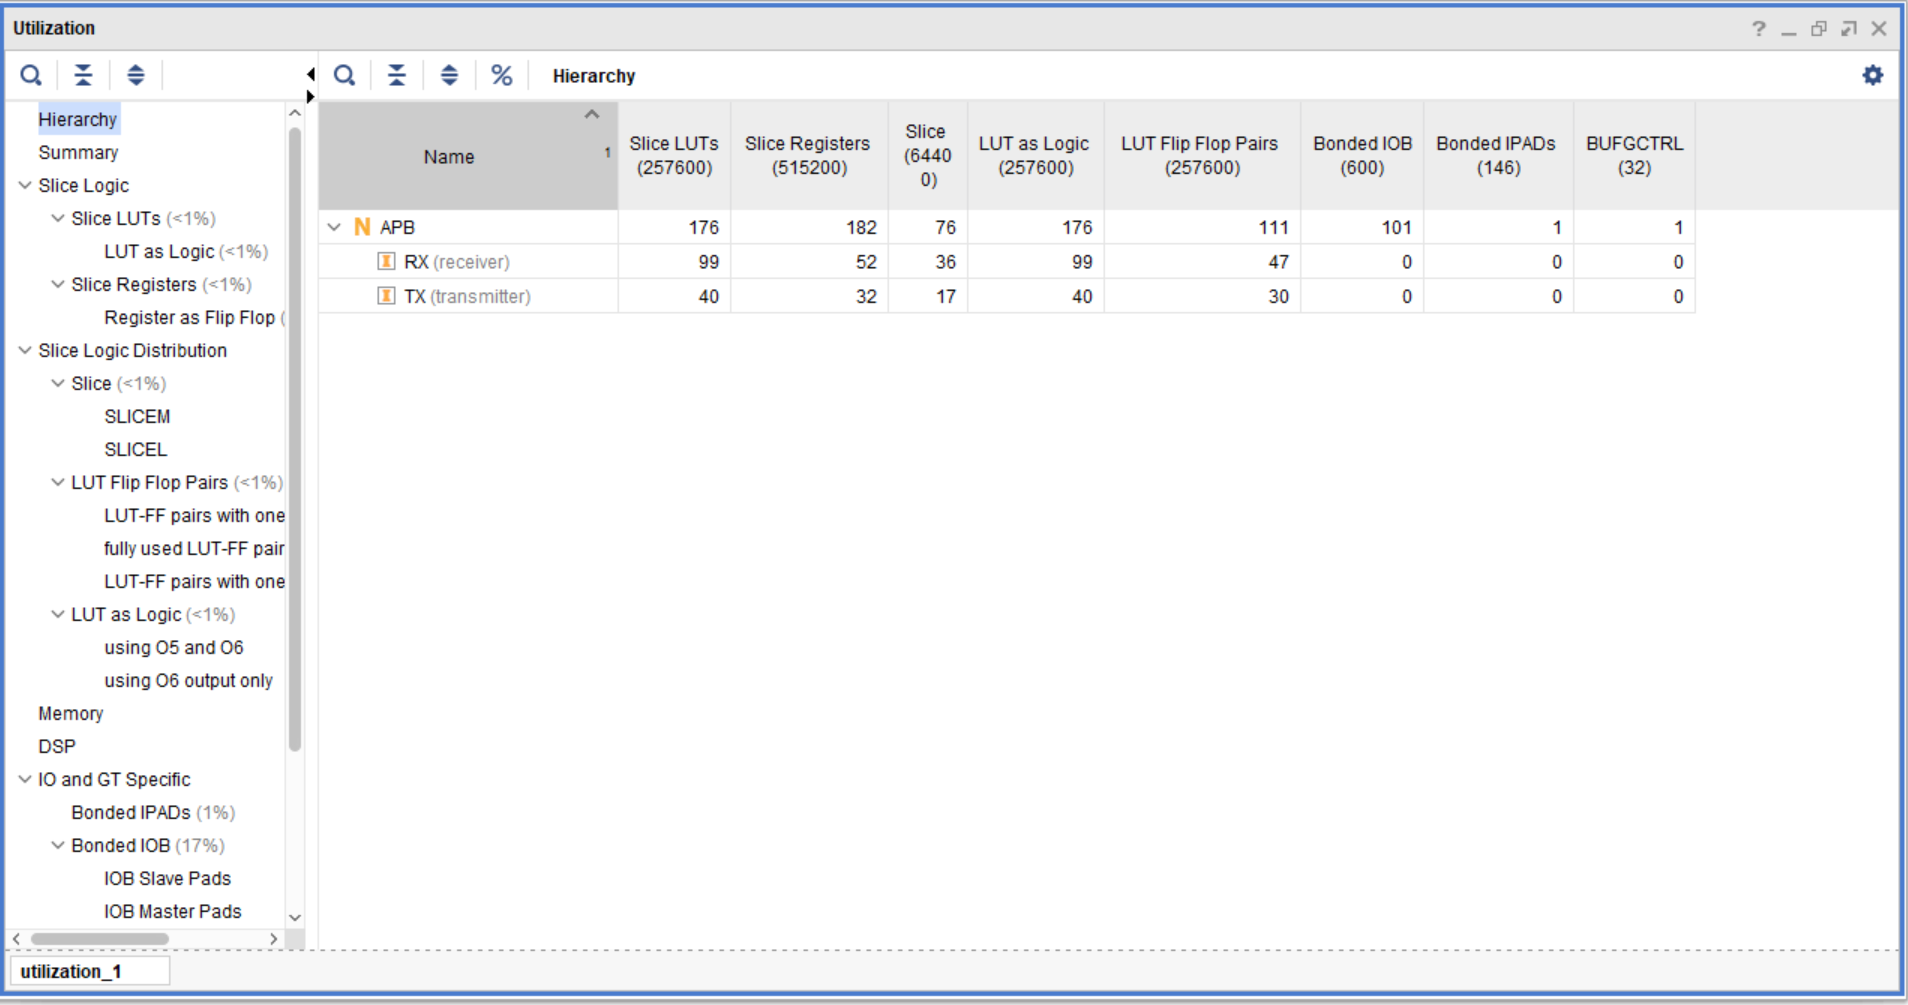 Utilization
Hierarchy
Hierarchy
Summary
Slice Logic
Slice LUTs (<1%)
LUT as Logic (<1%)
Slice Registers (<1%)
Register as Flip Flop (
Slice Logic Distribution
Slice (<1%)
SLICEM
SLICEL
LUT Flip Flop Pairs (<1%)
LUT-FF pairs with one
fully used LUT-FF pair
LUT-FF pairs with one
LUT as Logic (<1%)
using O5 and O6
using O6 output only
Memory
DSP
IO and GT Specific
Bonded IPADs (1%)
Bonded IOB (17%)
IOB Slave Pads
IOB Master Pads
Name 1
Slice LUTs
(257600)
Slice Registers
(515200)
Slice
(6440
0)
LUT as Logic
(257600)
LUT Flip Flop Pairs
(257600)
Bonded IOB
(600)
Bonded IPADs
(146)
BUFGCTRL
(32)
N APB 176 182 76 176 111 101 1 1
I RX (receiver) 99 52 36 99 47 0 0 0
I TX (transmitter) 40 32 17 40 30 0 0 0
utilization_1